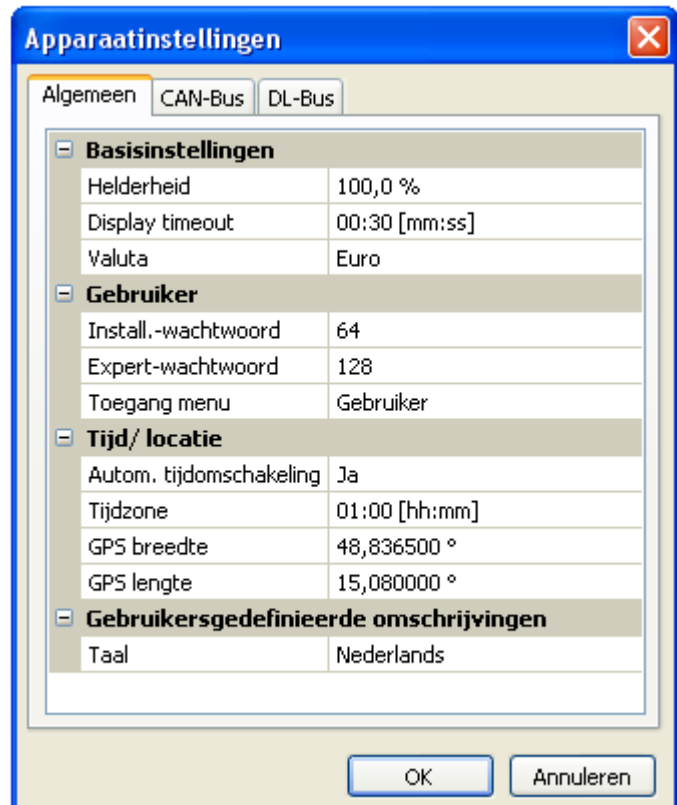 Apparaatinstellingen
Algemeen CAN-Bus DL-Bus
Basisinstellingen
Helderheid 100,0 %
Display timeout 00:30 [mm:ss]
Valuta Euro
Gebruiker
Install.-wachtwoord 64
Expert-wachtwoord 128
Toegang menu Gebruiker
Tijd/ locatie
Autom. tijdomschakeling Ja
Tijdzone 01:00 [hh:mm]
GPS breedte 48,836500 °
GPS lengte 15,080000 °
Gebruikersgedefinieerde omschrijvingen
Taal Nederlands
OK Annuleren